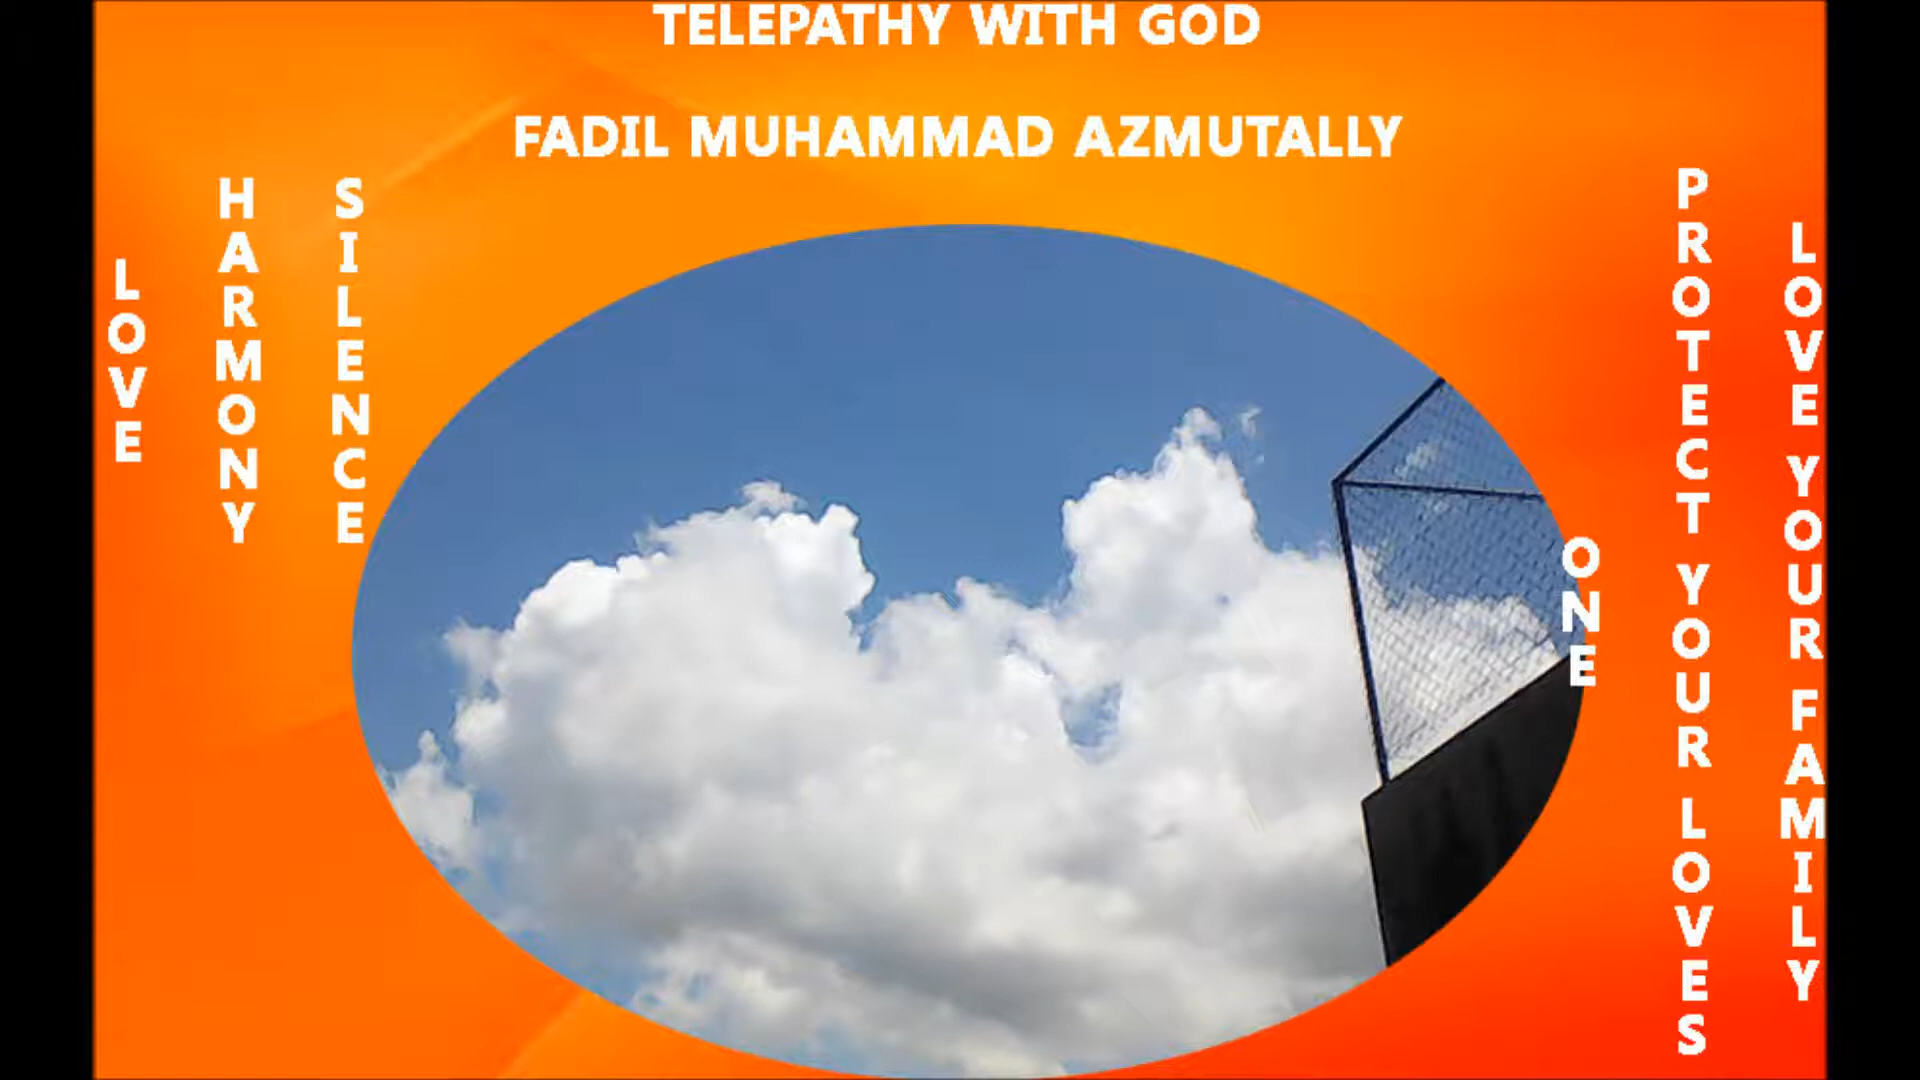 TELEPATHY WITH GOD
FADIL MUHAMMAD AZMUTALLY
LOVE
HARMONY
SILENCE
ONE
PROTECT YOUR LOVES
LOVE YOUR FAMILY